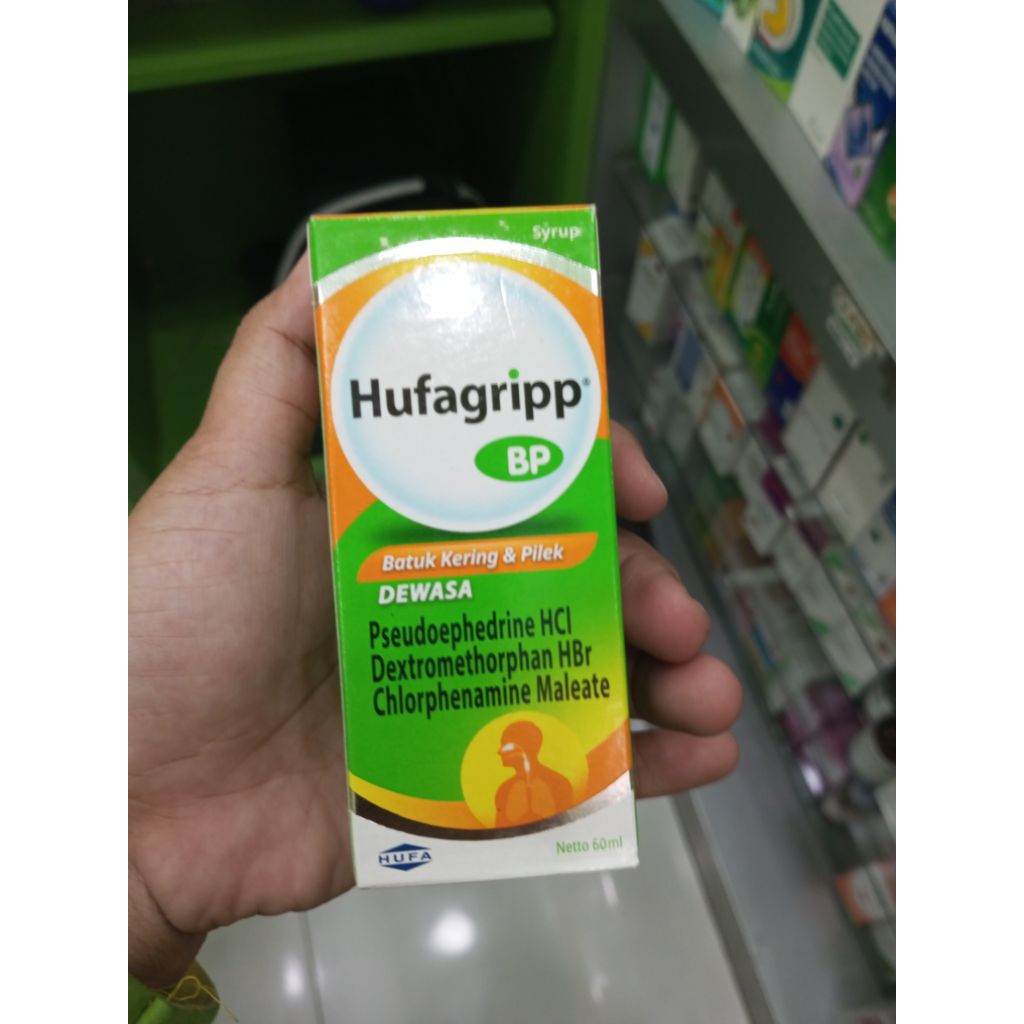 Syrup
Hufagripp®
BP
Batuk Kering & Pilek
DEWASA
Pseudoephedrine HCl
Dextromethorphan HBr
Chlorphenamine Maleate
HUFA
Netto 60ml